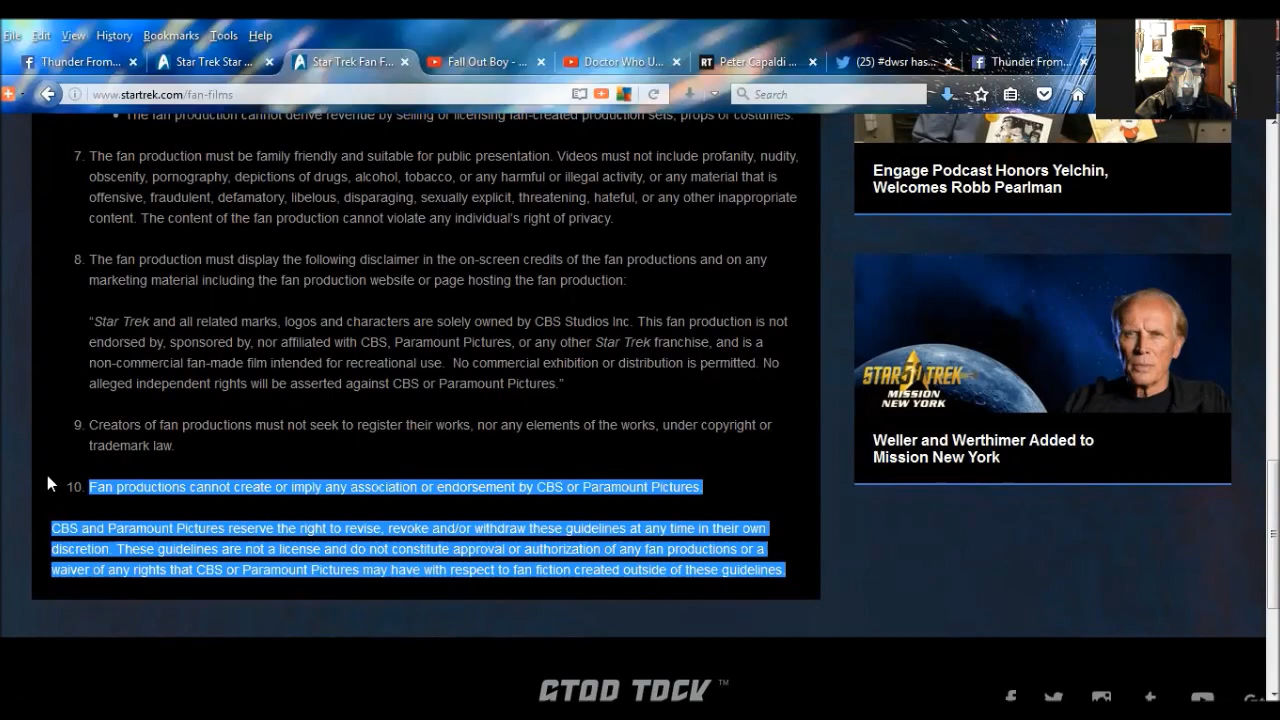 File Edit View History Bookmarks Tools Help
Thunder From... × Star Trek Star ... × Star Trek Fan F... × Fall Out Boy - ... × Doctor Who U... × RT Peter Capaldi ... × (25) #dwsr has... × Thunder From... ×
www.startrek.com/fan-films Search
• The fan production cannot derive revenue by selling or licensing fan-created production sets, props or costumes.
7. The fan production must be family friendly and suitable for public presentation. Videos must not include profanity, nudity,
obscenity, pornography, depictions of drugs, alcohol, tobacco, or any harmful or illegal activity, or any material that is
offensive, fraudulent, defamatory, libelous, disparaging, sexually explicit, threatening, hateful, or any other inappropriate
content. The content of the fan production cannot violate any individual's right of privacy.
8. The fan production must display the following disclaimer in the on-screen credits of the fan productions and on any
marketing material including the fan production website or page hosting the fan production:
“Star Trek and all related marks, logos and characters are solely owned by CBS Studios Inc. This fan production is not
endorsed by, sponsored by, nor affiliated with CBS, Paramount Pictures, or any other Star Trek franchise, and is a
non-commercial fan-made film intended for recreational use. No commercial exhibition or distribution is permitted. No
alleged independent rights will be asserted against CBS or Paramount Pictures.”
9. Creators of fan productions must not seek to register their works, nor any elements of the works, under copyright or
trademark law.
10. Fan productions cannot create or imply any association or endorsement by CBS or Paramount Pictures.
CBS and Paramount Pictures reserve the right to revise, revoke and/or withdraw these guidelines at any time in their own
discretion. These guidelines are not a license and do not constitute approval or authorization of any fan productions or a
waiver of any rights that CBS or Paramount Pictures may have with respect to fan fiction created outside of these guidelines.
Engage Podcast Honors Yelchin,
Welcomes Robb Pearlman
STAR TREK
MISSION
NEW YORK
Weller and Werthimer Added to
Mission New York
STAR TREK ™